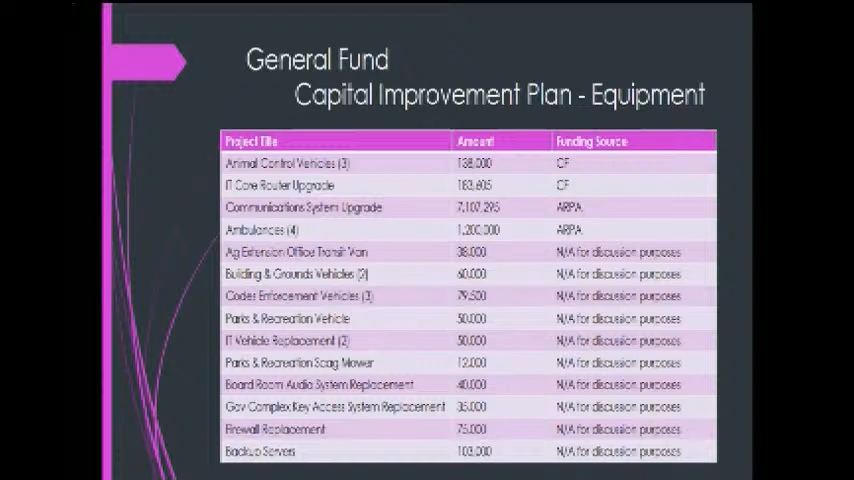 General Fund
Capital Improvement Plan - Equipment
Project Title Amount Funding Source
Animal Control Vehicles (3) 138,000 CF
IT Core Router Upgrade 183,605 CF
Communications System Upgrade 7,107,295 ARPA
Ambulances (4) 1,200,000 ARPA
Ag Extension Office Transit Van 38,000 N/A for discussion purposes
Building & Grounds Vehicles (2) 60,000 N/A for discussion purposes
Codes Enforcement Vehicles (3) 79,500 N/A for discussion purposes
Parks & Recreation Vehicle 50,000 N/A for discussion purposes
IT Vehicle Replacement (2) 50,000 N/A for discussion purposes
Parks & Recreation Scag Mower 12,000 N/A for discussion purposes
Board Room Audio System Replacement 40,000 N/A for discussion purposes
Gov Complex Key Access System Replacement 35,000 N/A for discussion purposes
Firewall Replacement 75,000 N/A for discussion purposes
Backup Servers 103,000 N/A for discussion purposes